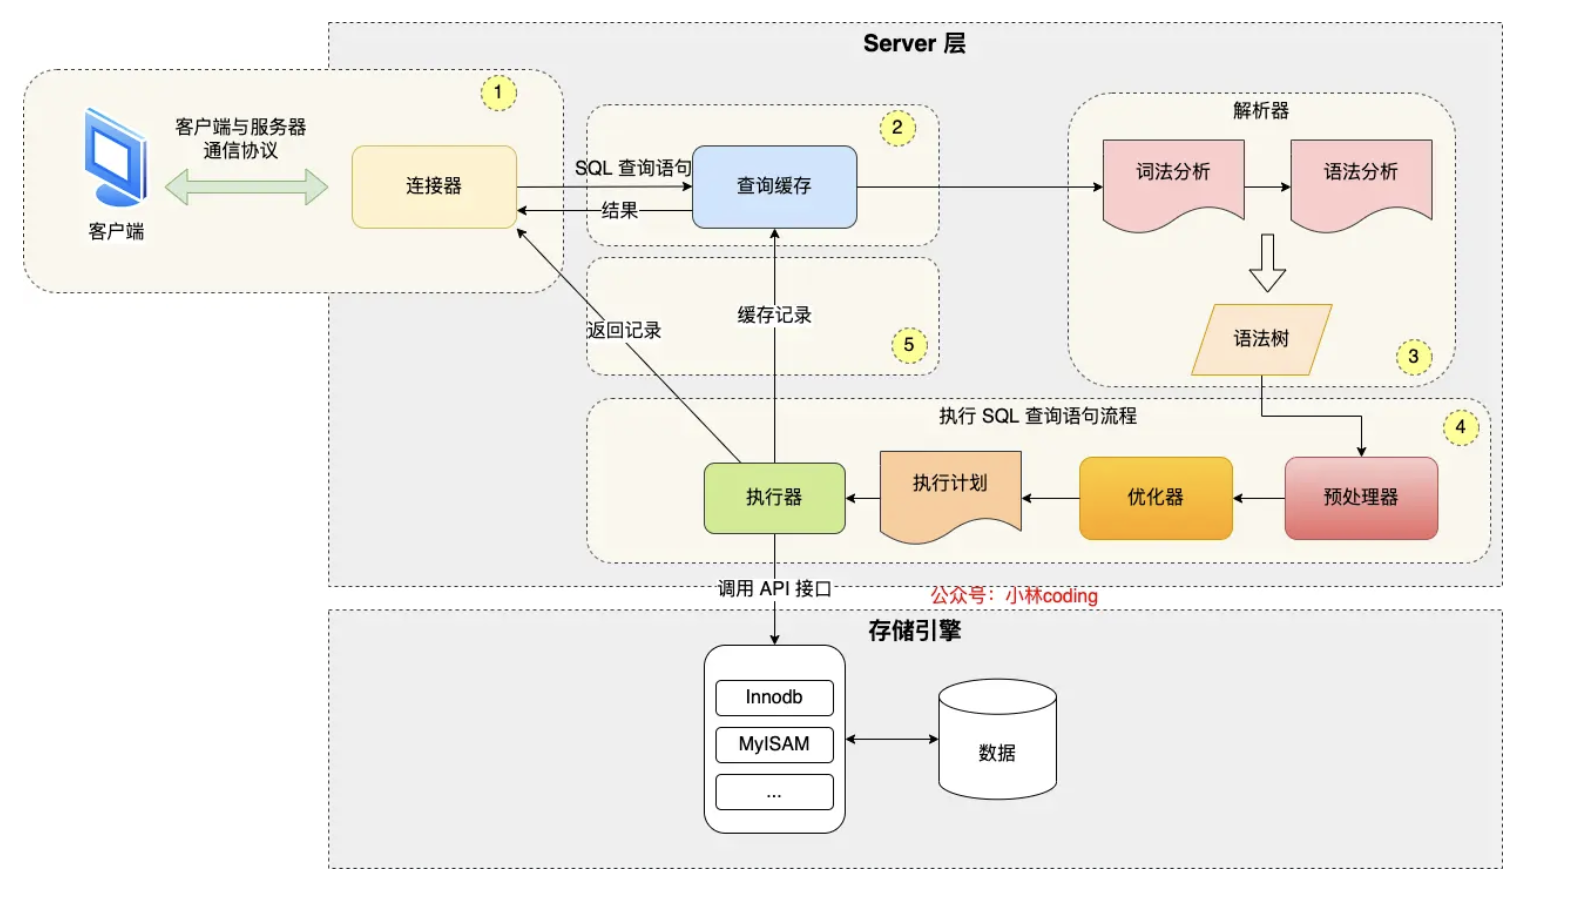 Server 层
1
客户端与服务器
通信协议
客户端
连接器
SQL 查询语句
结果
2
查询缓存
解析器
词法分析
语法分析
语法树
3
返回记录
缓存记录
5
执行 SQL 查询语句流程
4
执行器
执行计划
优化器
预处理器
调用 API 接口
公众号：小林coding
存储引擎
Innodb
MyISAM
...
数据